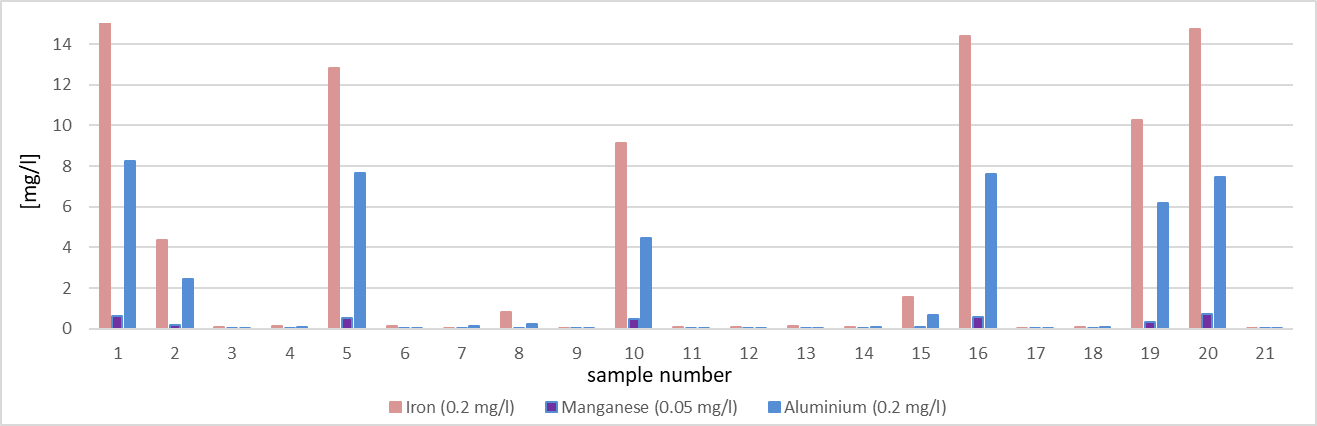 14
12
10
8
6
4
2
0
[mg/l]
1 2 3 4 5 6 7 8 9 10 11 12 13 14 15 16 17 18 19 20 21
sample number
Iron (0.2 mg/l) Manganese (0.05 mg/l) Aluminium (0.2 mg/l)